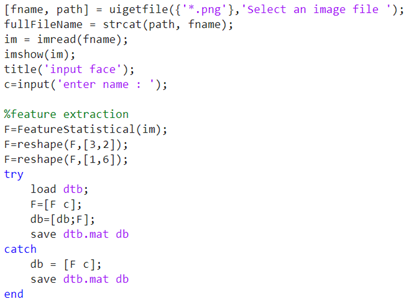 [fname, path] = uigetfile({'*.png'},'Select an image file ');
fullFileName = strcat(path, fname);
im = imread(fname);
imshow(im);
title('input face');
c=input('enter name : ');
%feature extraction
F=FeatureStatistical(im);
F=reshape(F,[3,2]);
F=reshape(F,[1,6]);
try
load dtb;
F=[F c];
db=[db;F];
save dtb.mat db
catch
db = [F c];
save dtb.mat db
end